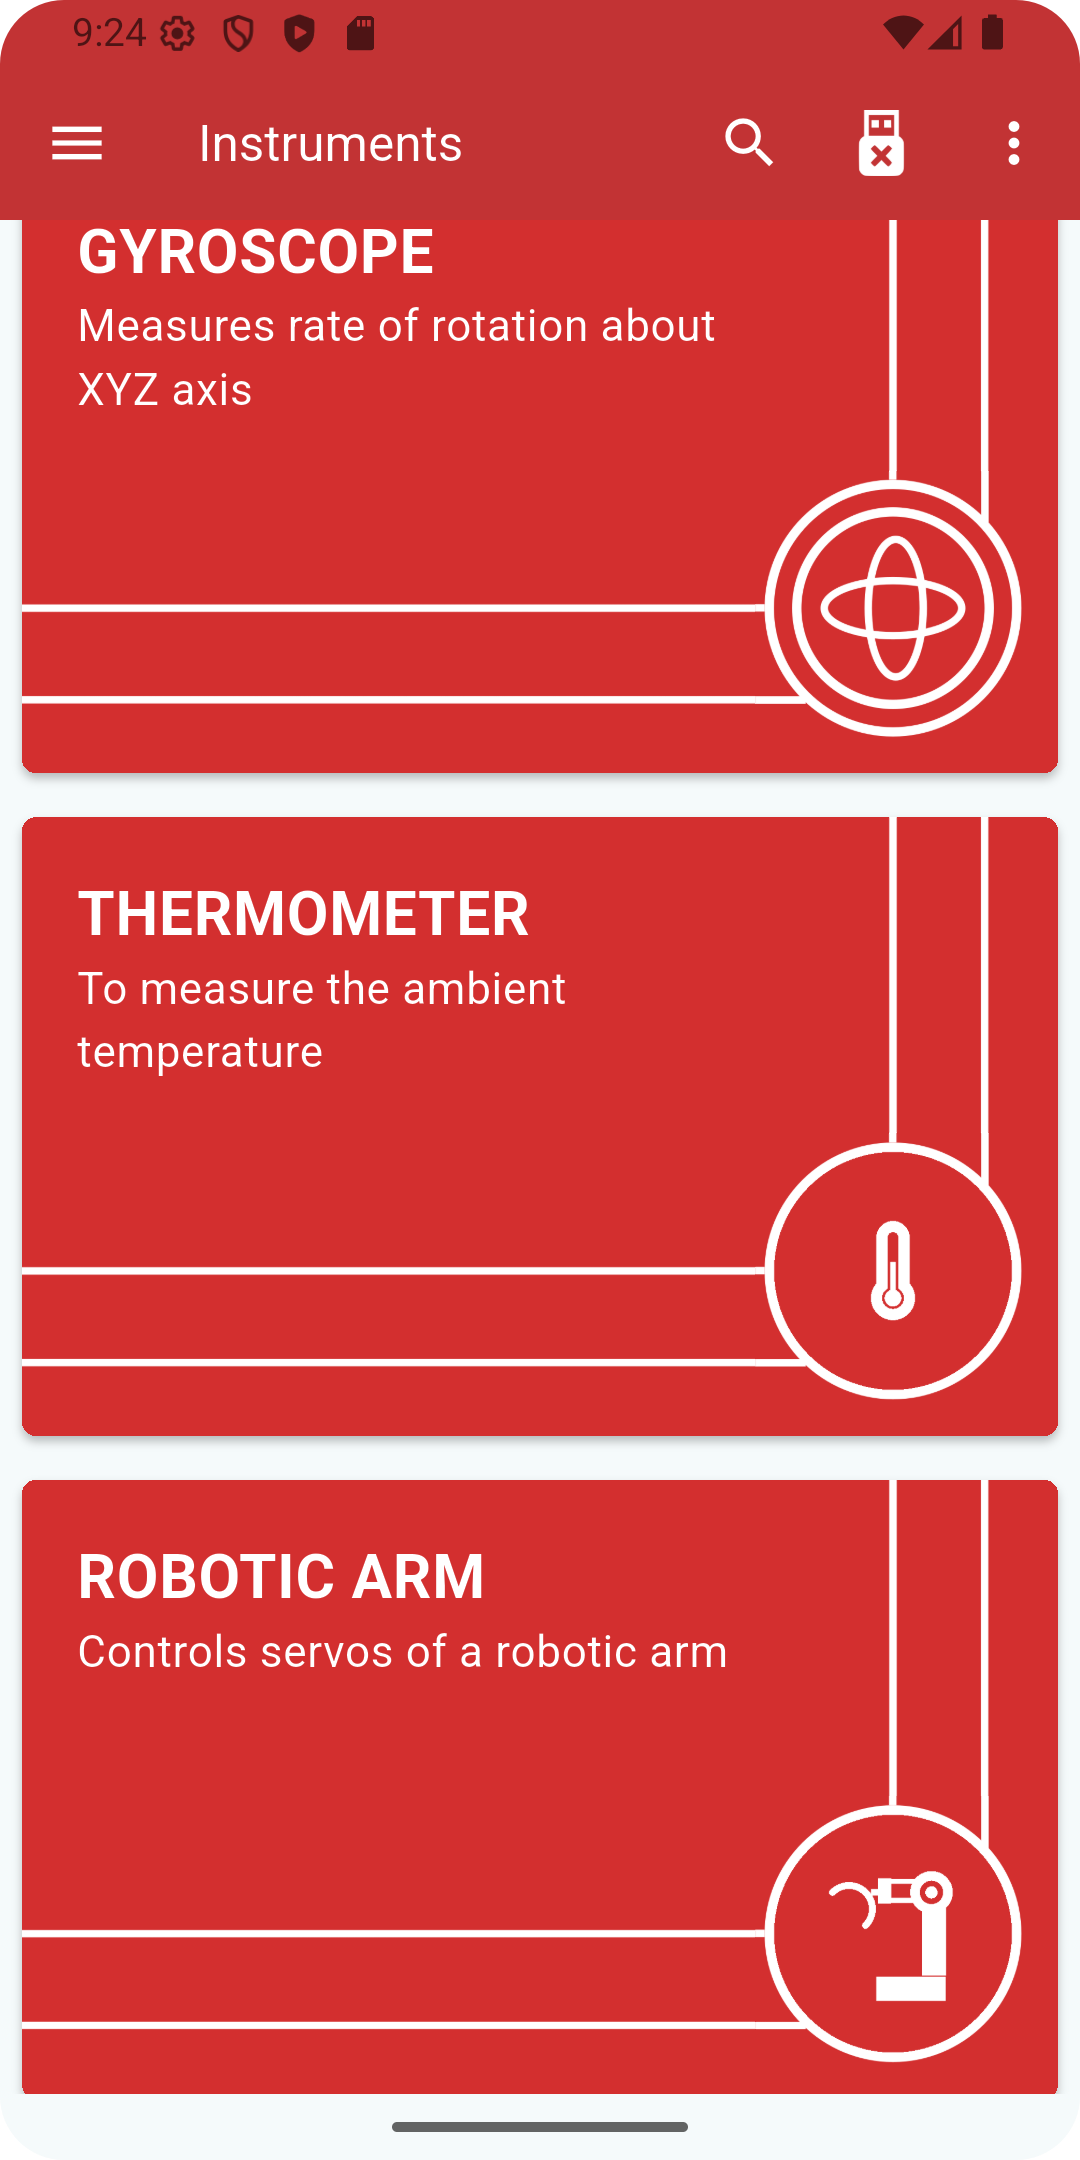 9:24
Instruments
GYROSCOPE
Measures rate of rotation about
XYZ axis
THERMOMETER
To measure the ambient
temperature
ROBOTIC ARM
Controls servos of a robotic arm